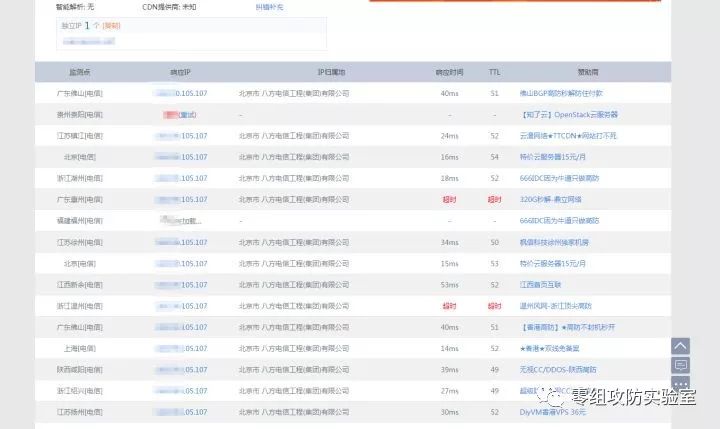 智能解析: 无 CDN提供商: 未知 纠错补充
独立IP 1 个 (复制)
监测点 响应IP IP归属地 响应时间 TTL 赞助商
广东佛山[电信] 0.105.107 北京市 八方电信工程(集团)有限公司 40ms 51 佛山BGP高防秒解防住付款
贵州贵阳[电信] (重试) - - - 【知了云】OpenStack云服务器
江苏镇江[电信] .105.107 北京市 八方电信工程(集团)有限公司 24ms 52 云漫网络★TTCDN★网站打不死
北京[电信] .105.107 北京市 八方电信工程(集团)有限公司 16ms 54 特价云服务器15元/月
浙江湖州[电信] .105.107 北京市 八方电信工程(集团)有限公司 18ms 52 666IDC因为牛逼只做高防
广东惠州[电信] .105.107 北京市 八方电信工程(集团)有限公司 超时 超时 320G秒解-鼎立网络
福建福州[电信] 加载... - - - 666IDC因为牛逼只做高防
江苏徐州[电信] .105.107 北京市 八方电信工程(集团)有限公司 34ms 50 枫信科技徐州独家机房
北京[电信] .105.107 北京市 八方电信工程(集团)有限公司 15ms 53 特价云服务器15元/月
江西新余[电信] .105.107 北京市 八方电信工程(集团)有限公司 53ms 52 江西首页互联
浙江温州[电信] .105.107 北京市 八方电信工程(集团)有限公司 超时 超时 温州风网-浙江顶尖高防
广东佛山[电信] 0.105.107 北京市 八方电信工程(集团)有限公司 40ms 51 【香港高防】★高防不封机秒开
上海[电信] .105.107 北京市 八方电信工程(集团)有限公司 14ms 52 ★香港★双线免备案
陕西咸阳[电信] .105.107 北京市 八方电信工程(集团)有限公司 39ms 49 无视CC/DDOS-陕西高防
浙江绍兴[电信] .105.107 北京市 八方电信工程(集团)有限公司 27ms 49 超级防
江苏扬州[电信] .105.107 北京市 八方电信工程(集团)有限公司 30ms 52 DiyVM香港VPS 36元
零组攻防实验室